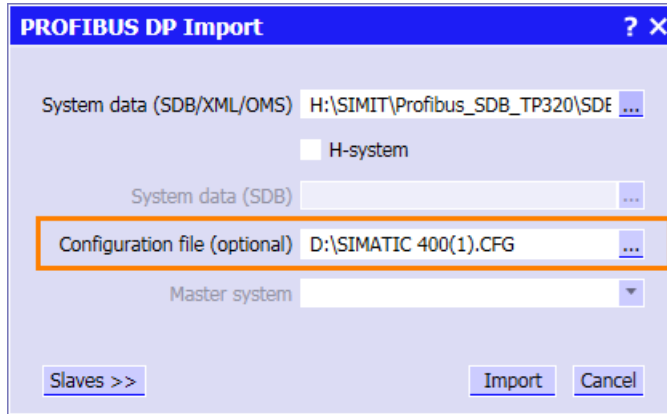 PROFIBUS DP Import ? ×
System data (SDB/XML/OMS) H:\SIMIT\Profibus_SDB_TP320\SDE ...
H-system
System data (SDB) ...
Configuration file (optional) D:\SIMATIC 400(1).CFG ...
Master system
Slaves >> Import Cancel